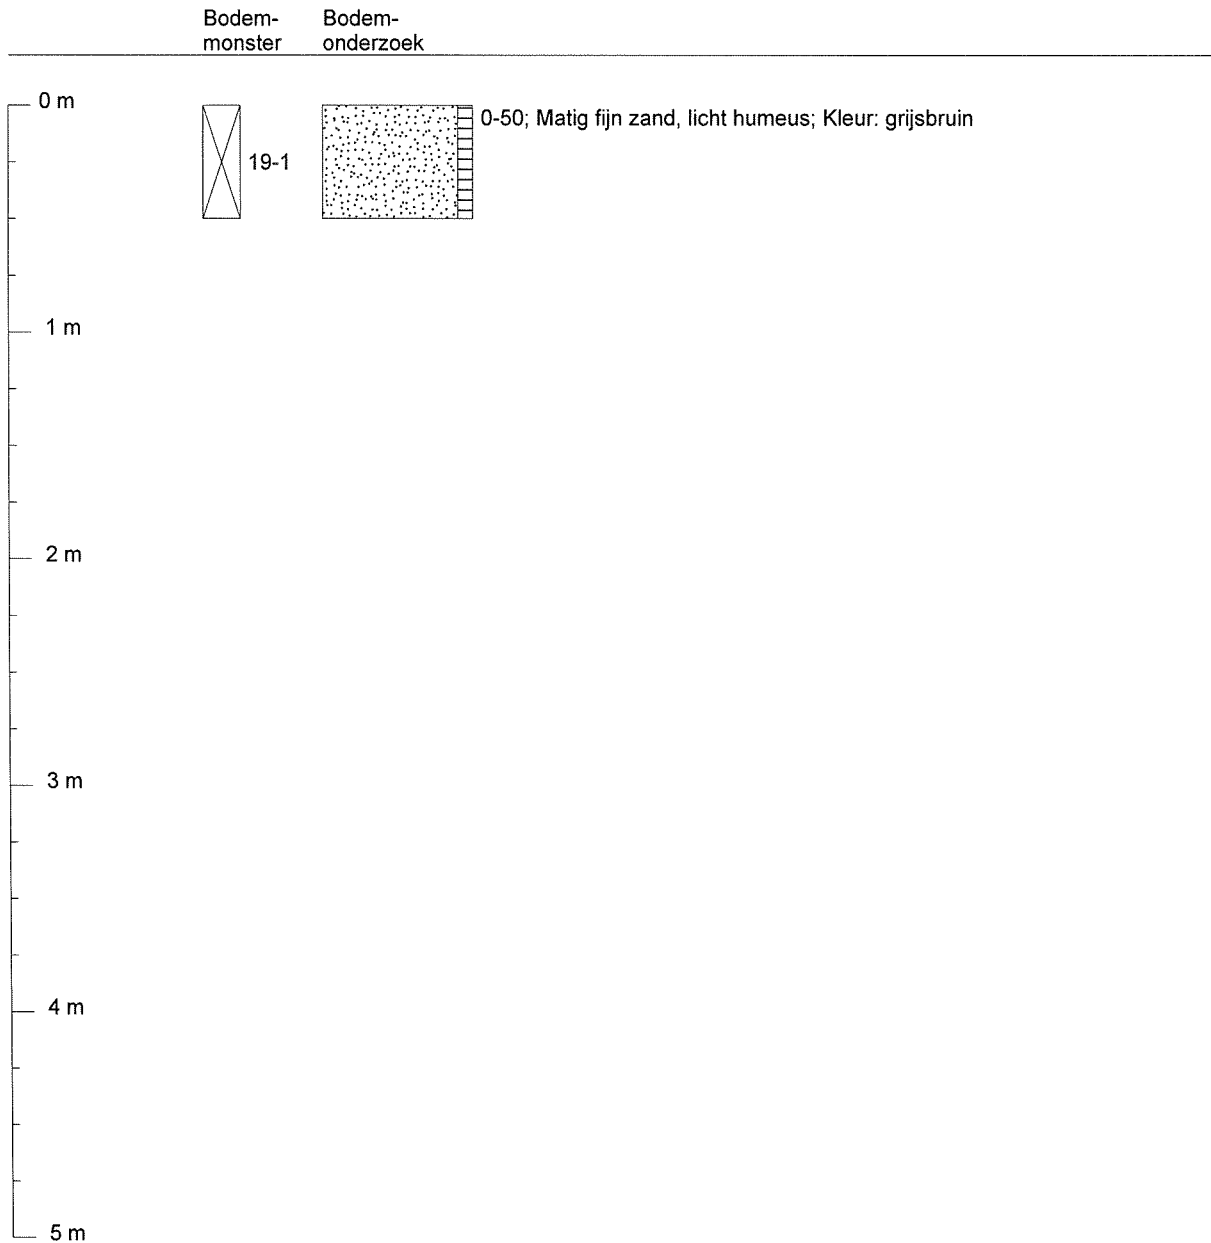 Bodem-
monster
Bodem-
onderzoek
0 m
0-50; Matig fijn zand, licht humeus; Kleur: grijsbruin
19-1
1 m
2 m
3 m
4 m
5 m